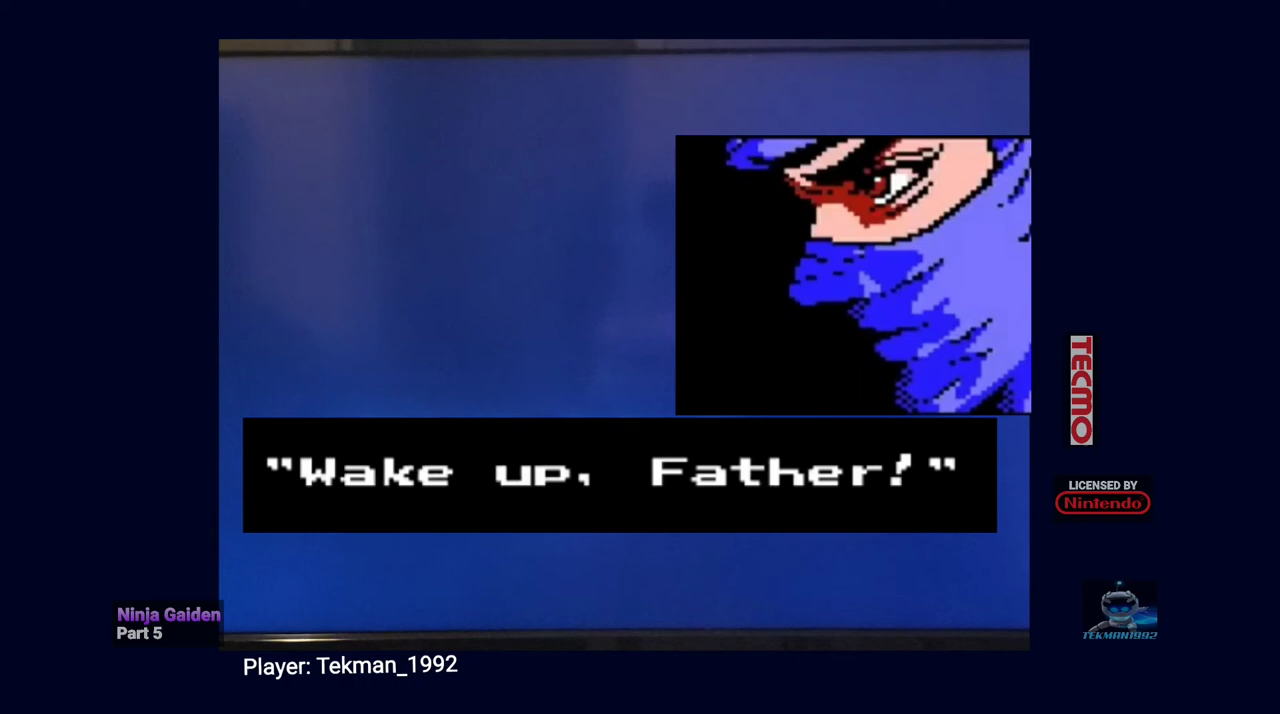 TECMO
"Wake up, Father!"
LICENSED BY
Nintendo
TEKMAN1992
Ninja Gaiden
Part 5
Player: Tekman_1992